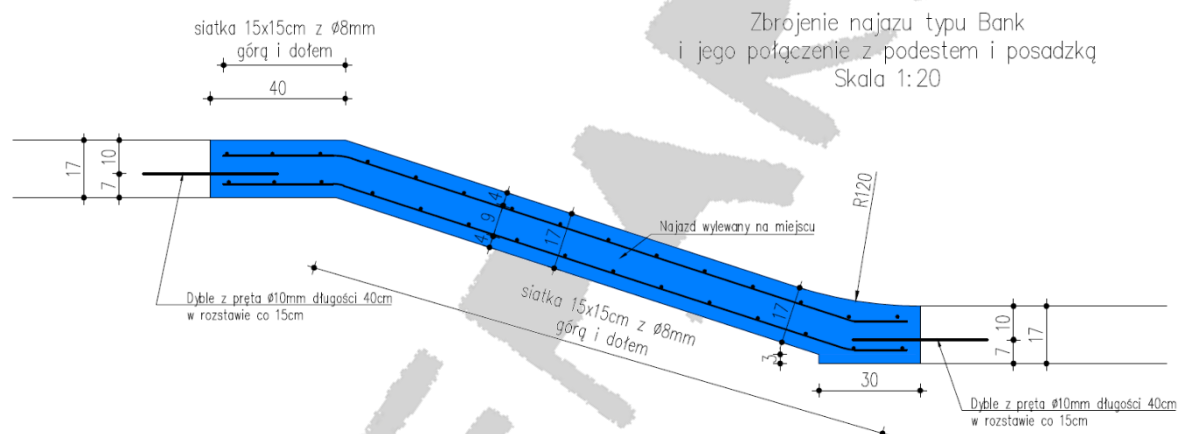 Zbrojenie najazu typu Bank
i jego połączenie z podestem i posadzką
Skala 1:20
siatka 15x15cm z Ø8mm
górą i dołem
40
17
10
7
4
9
4
17
R120
Najazd wylewany na miejscu
siatka 15x15cm z Ø8mm
górą i dołem
Dyble z pręta Ø10mm długości 40cm
w rozstawie co 15cm
17
3
30
10
7
17
Dyble z pręta Ø10mm długości 40cm
w rozstawie co 15cm